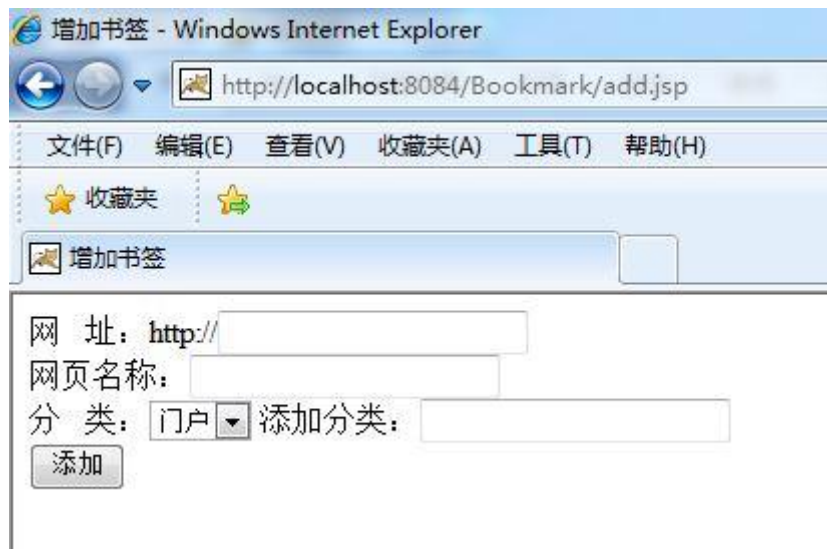 增加书签 - Windows Internet Explorer
http://localhost:8084/Bookmark/add.jsp
文件(F) 编辑(E) 查看(V) 收藏夹(A) 工具(T) 帮助(H)
收藏夹
增加书签
网 址：http://
网页名称：
分 类：门户 添加分类：
添加